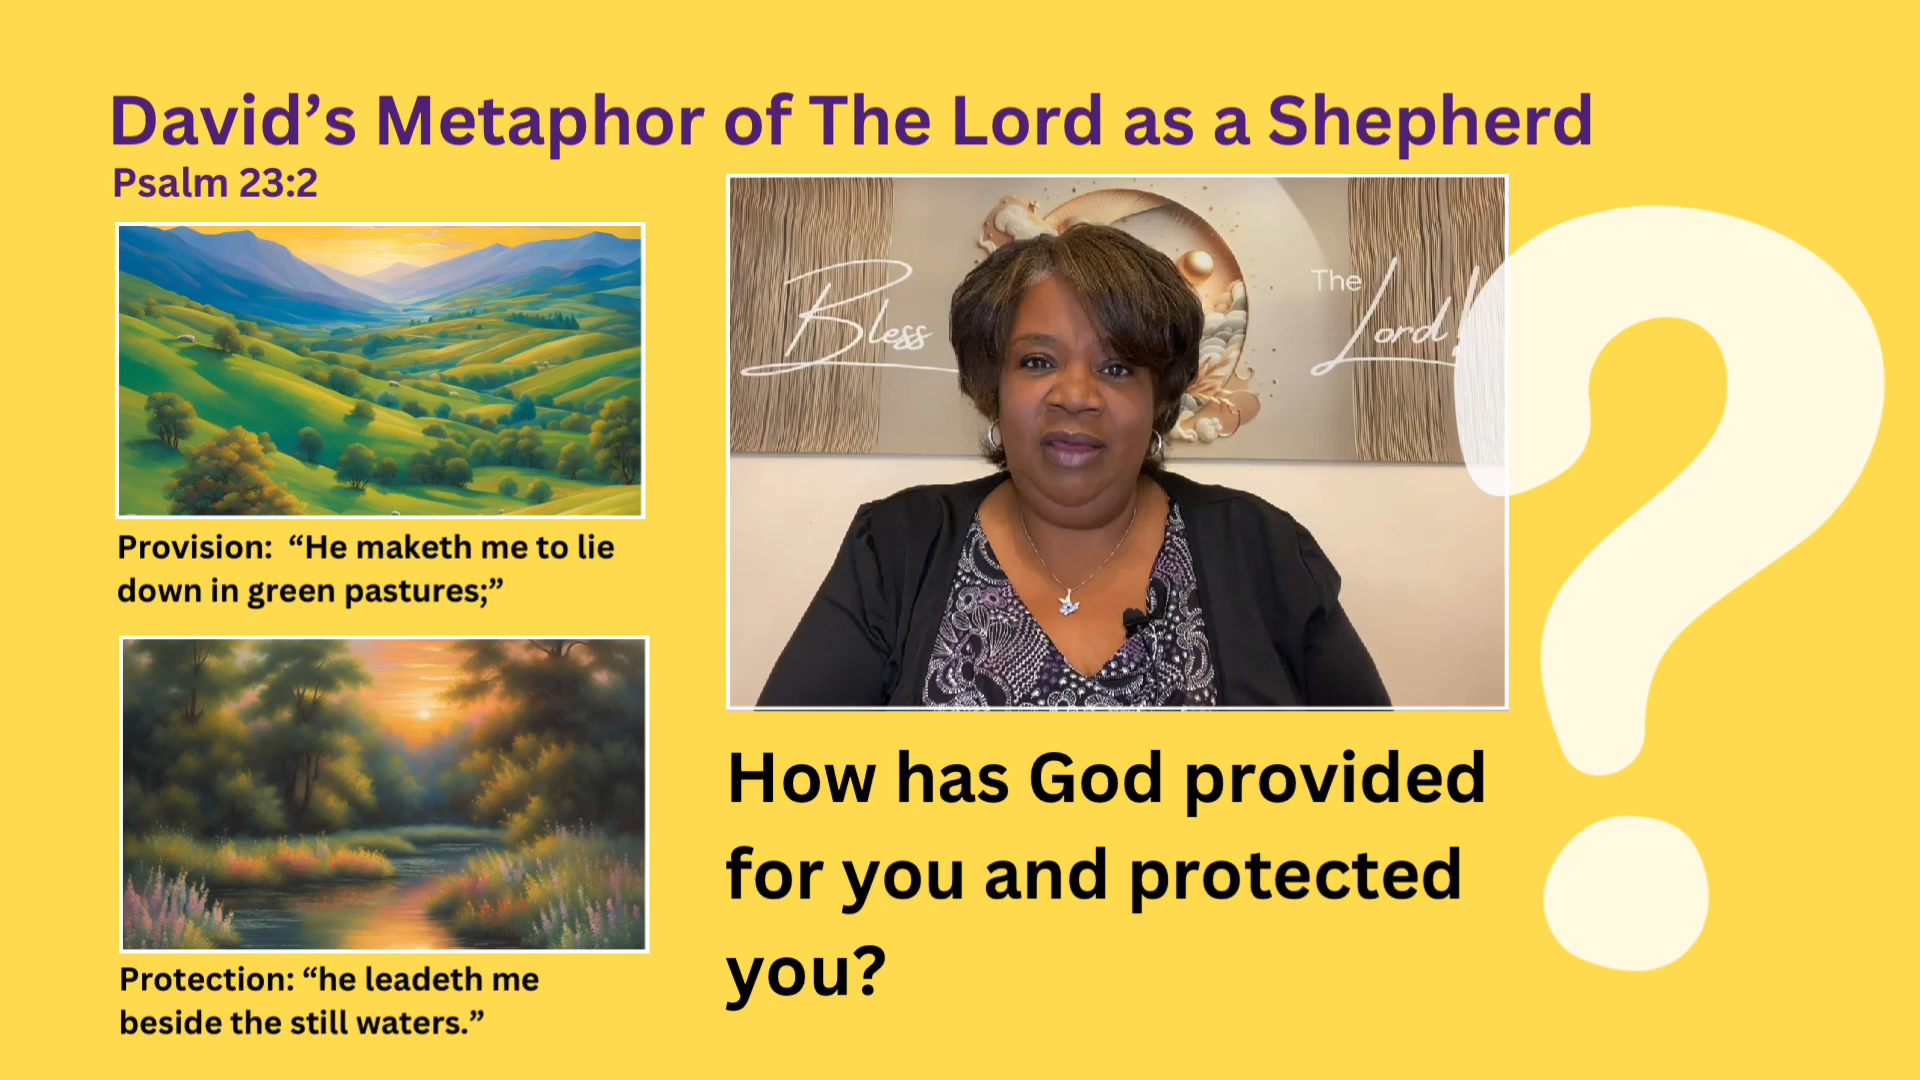 David’s Metaphor of The Lord as a Shepherd
Psalm 23:2
Provision:  “He maketh me to lie
down in green pastures;”
Protection: “he leadeth me
beside the still waters.”
Bless
The
Lord!
How has God provided
for you and protected
you?
?